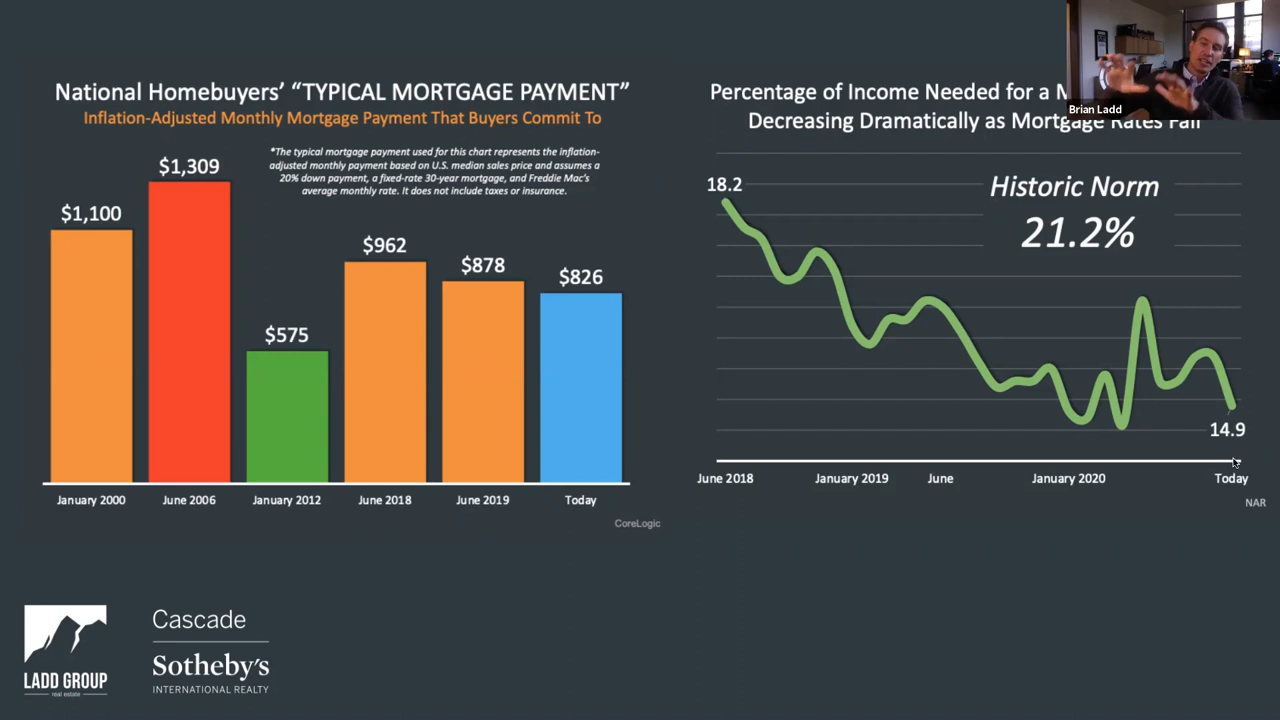 National Homebuyers’ “TYPICAL MORTGAGE PAYMENT”
Inflation-Adjusted Monthly Mortgage Payment That Buyers Commit To
*The typical mortgage payment used for this chart represents the inflation-
adjusted monthly payment based on U.S. median sales price and assumes a
20% down payment, a fixed-rate 30-year mortgage, and Freddie Mac’s
average monthly rate. It does not include taxes or insurance.
$1,100
$1,309
$575
$962
$878
$826
January 2000
June 2006
January 2012
June 2018
June 2019
Today
CoreLogic
Percentage of Income Needed for a
Decreasing Dramatically as Mortgage Rates Fall
Brian Ladd
18.2
Historic Norm
21.2%
14.9
June 2018
January 2019
June
January 2020
Today
NAR
LADD GROUP
real estate
Cascade
Sotheby’s
INTERNATIONAL REALTY